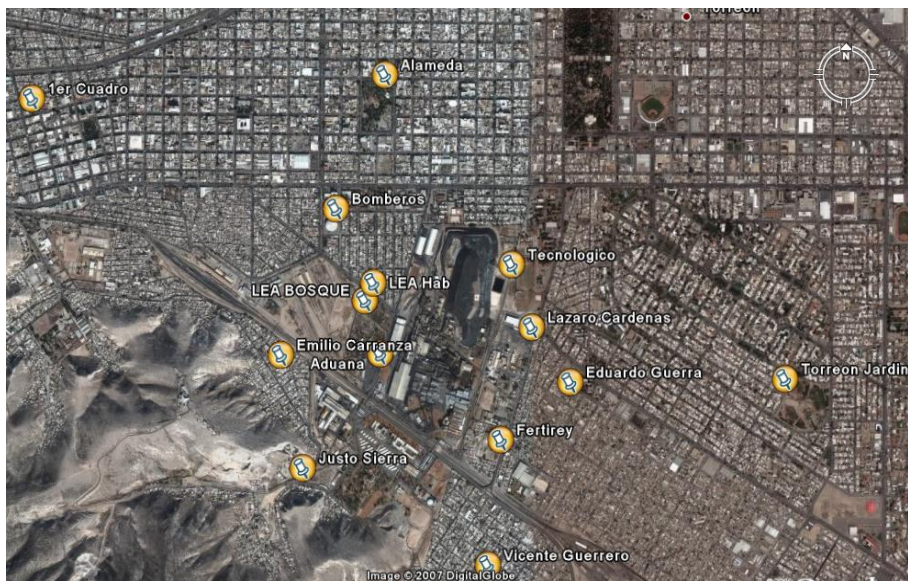 Torreon
N
1er Cuadro
Alameda
Bomberos
Tecnologico
LEA Hab
LEA BOSQUE
Lazaro Cardenas
Emilio Carranza
Aduana
Eduardo Guerra
Torreon Jardin
Fertirey
Justo Sierra
Vicente Guerrero
Image © 2007 DigitalGlobe